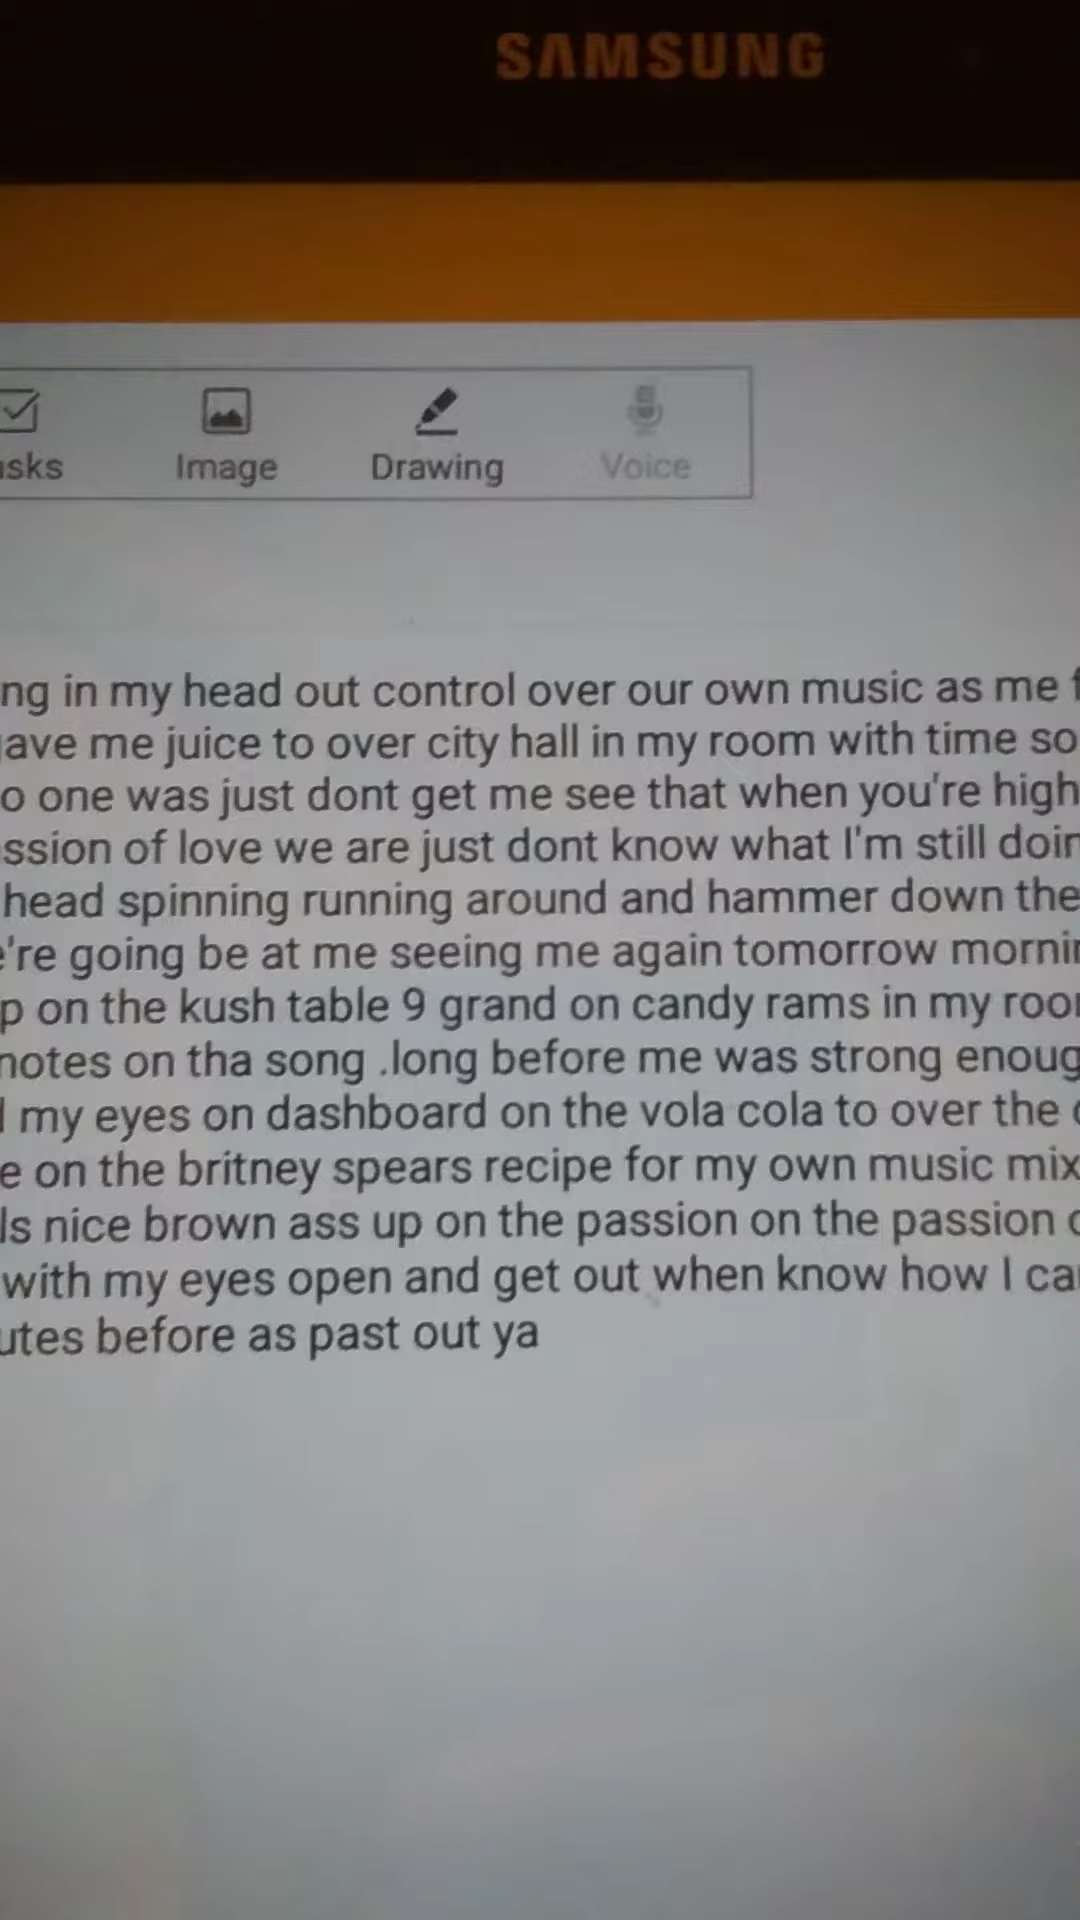 SAMSUNG
asks Image Drawing Voice
ng in my head out control over our own music as me f
gave me juice to over city hall in my room with time so
o one was just dont get me see that when you're high
ssion of love we are just dont know what I'm still doin
head spinning running around and hammer down the
e're going be at me seeing me again tomorrow mornin
p on the kush table 9 grand on candy rams in my roo
notes on tha song .long before me was strong enoug
my eyes on dashboard on the vola cola to over the
e on the britney spears recipe for my own music mix
ls nice brown ass up on the passion on the passion
with my eyes open and get out when know how I ca
utes before as past out ya